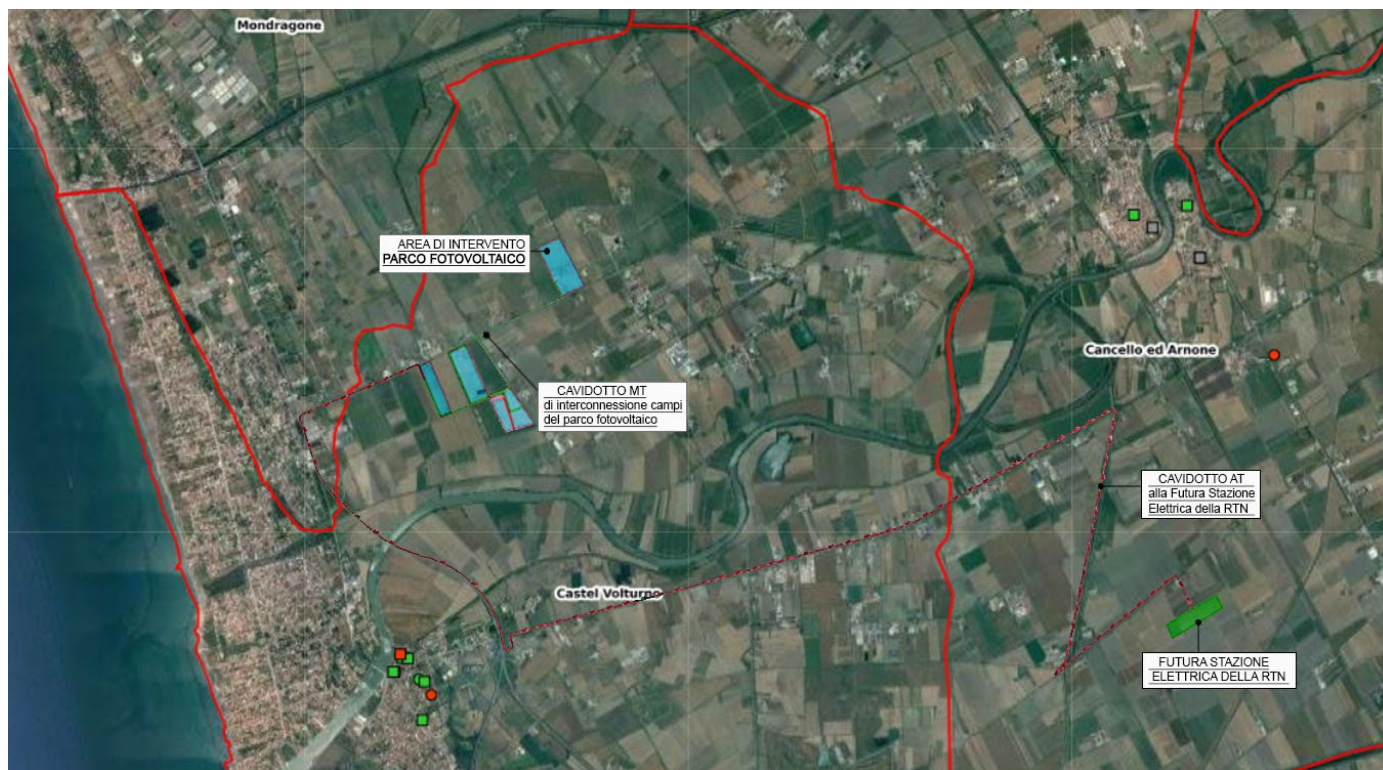 Mondragone
AREA DI INTERVENTO
PARCO FOTOVOLTAICO
Cancello ed Arnone
CAVIDOTTO MT
di interconnessione campi
del parco fotovoltaico
CAVIDOTTO AT
alla Futura Stazione
Elettrica della RTN
Castel Volturno
FUTURA STAZIONE
ELETTRICA DELLA RTN